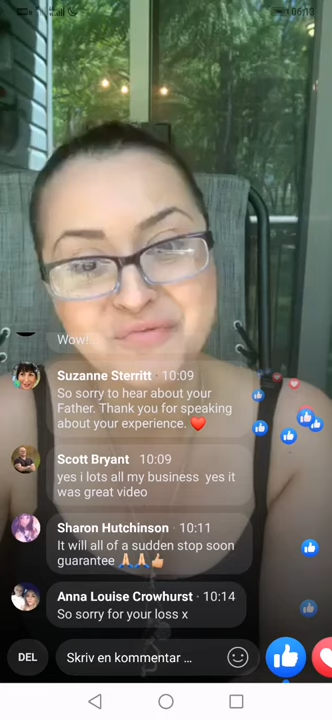 06:13
Wow!...
Suzanne Sterritt · 10:09
So sorry to hear about your
Father. Thank you for speaking
about your experience. ❤️
Scott Bryant 10:09
yes i lots all my business yes it
was great video
Sharon Hutchinson · 10:11
It will all of a sudden stop soon
guarantee 🙏🏼🙏🏼👍🏼
Anna Louise Crowhurst · 10:14
So sorry for your loss x
DEL
Skriv en kommentar ...